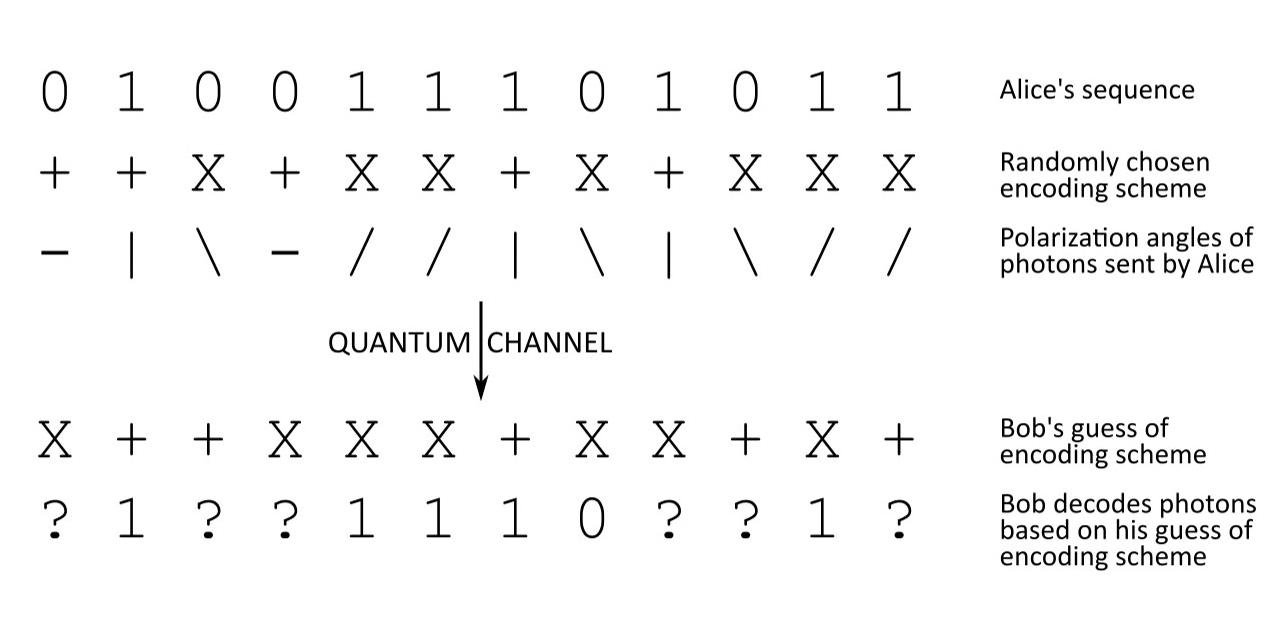 0 1 0 0 1 1 1 0 1 0 1 1 Alice's sequence
+ + X + X X + X + X X X Randomly chosen
encoding scheme
– | \ – / / | \ | \ / / Polarization angles of
photons sent by Alice
QUANTUM CHANNEL
X + + X X X + X X + X + Bob's guess of
encoding scheme
? 1 ? ? 1 1 1 0 ? ? 1 ? Bob decodes photons
based on his guess of
encoding scheme